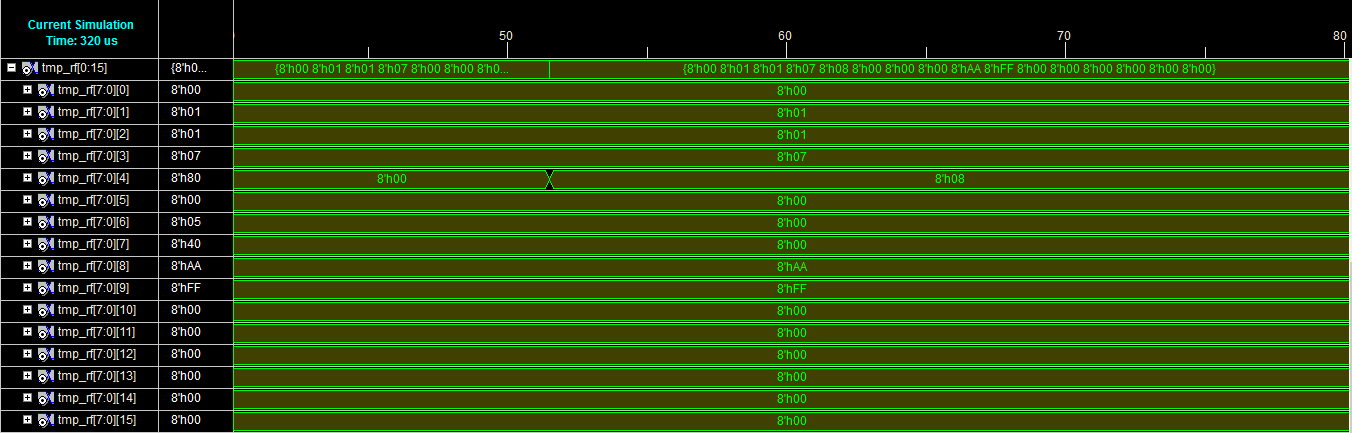 Current Simulation
Time: 320 us
50 60 70 80
tmp_rf[0:15] {8'h0... {8'h00 8'h01 8'h01 8'h07 8'h00 8'h00 8'h0... {8'h00 8'h01 8'h01 8'h07 8'h08 8'h00 8'h00 8'h00 8'hAA 8'hFF 8'h00 8'h00 8'h00 8'h00 8'h00 8'h00}
tmp_rf[7:0][0] 8'h00 8'h00
tmp_rf[7:0][1] 8'h01 8'h01
tmp_rf[7:0][2] 8'h01 8'h01
tmp_rf[7:0][3] 8'h07 8'h07
tmp_rf[7:0][4] 8'h80 8'h00 8'h08
tmp_rf[7:0][5] 8'h00 8'h00
tmp_rf[7:0][6] 8'h05 8'h00
tmp_rf[7:0][7] 8'h40 8'h00
tmp_rf[7:0][8] 8'hAA 8'hAA
tmp_rf[7:0][9] 8'hFF 8'hFF
tmp_rf[7:0][10] 8'h00 8'h00
tmp_rf[7:0][11] 8'h00 8'h00
tmp_rf[7:0][12] 8'h00 8'h00
tmp_rf[7:0][13] 8'h00 8'h00
tmp_rf[7:0][14] 8'h00 8'h00
tmp_rf[7:0][15] 8'h00 8'h00